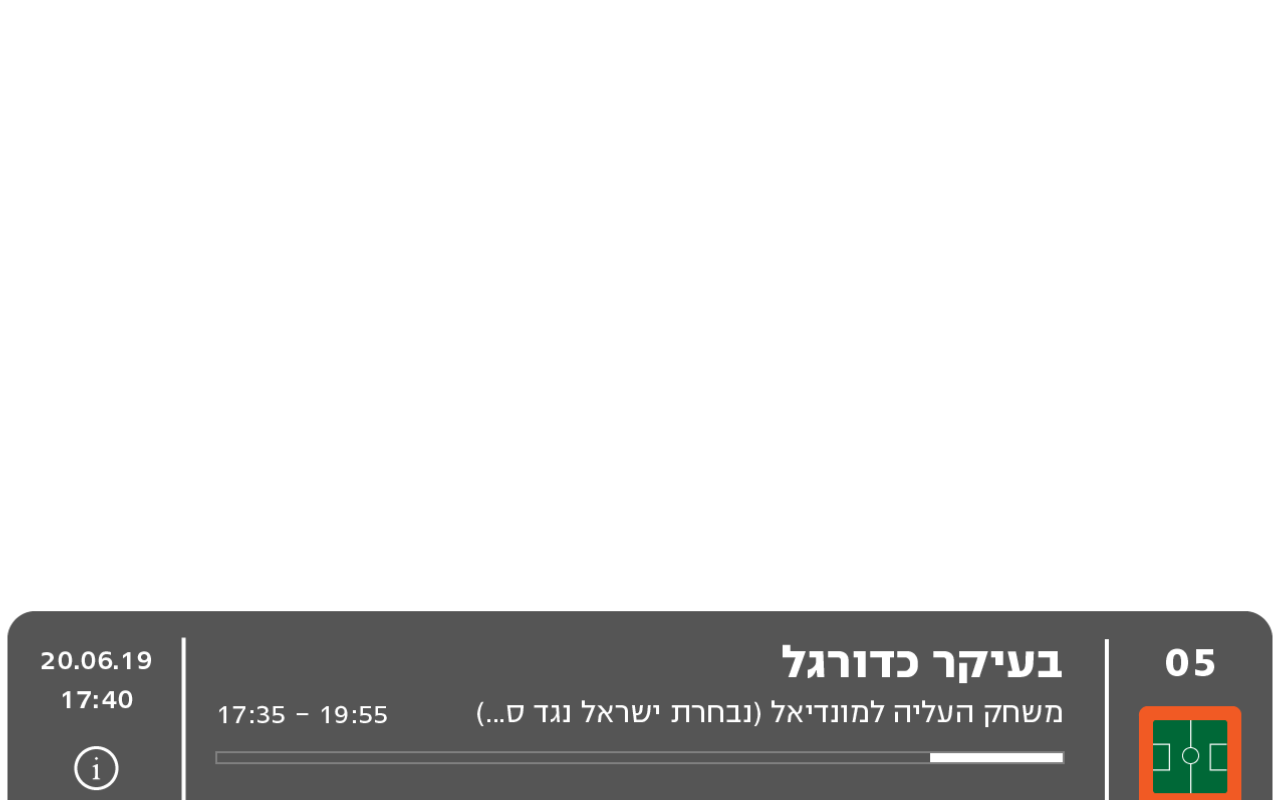 05
בעיקר כדורגל
משחק העליה למונדיאל (נבחרת ישראל נגד ס...)
17:35 – 19:55
20.06.19
17:40
i